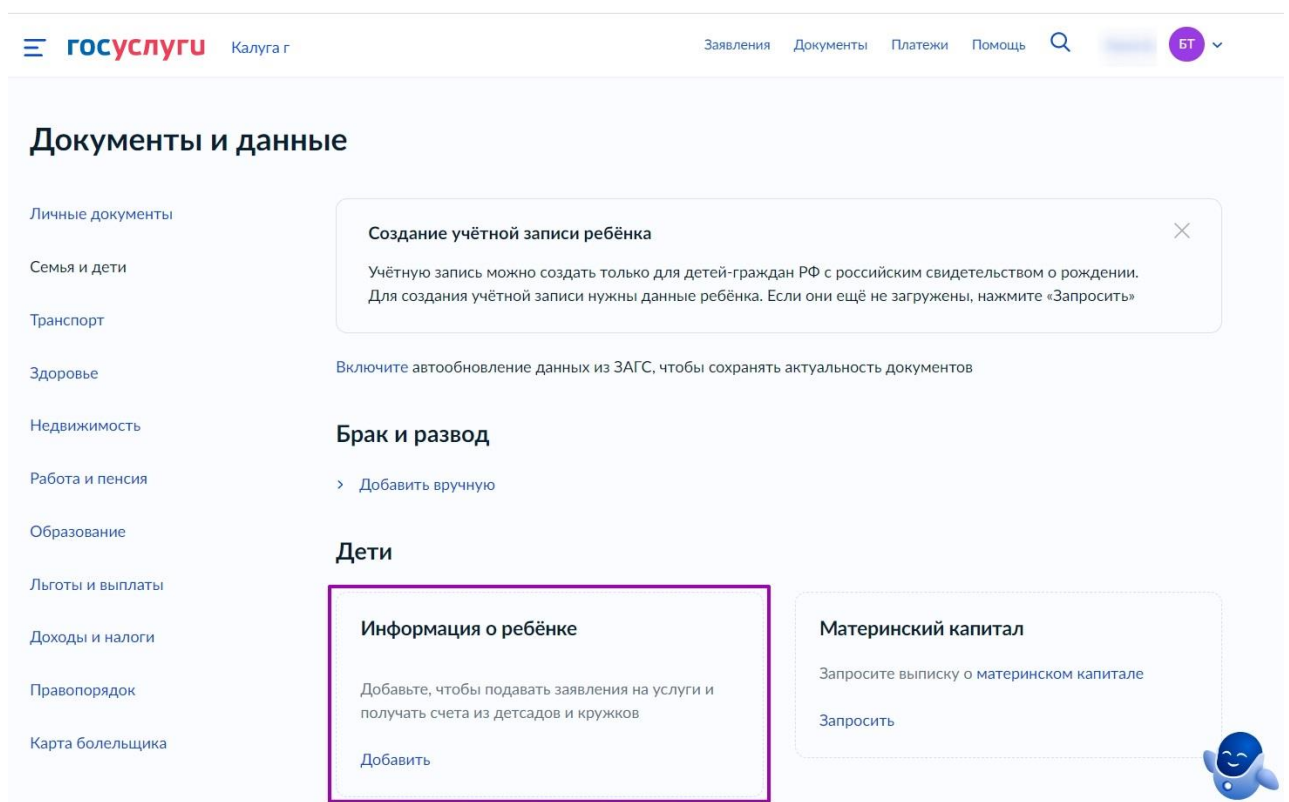 госуслуги Калуга г Заявления Документы Платежи Помощь БТ
Документы и данные
Личные документы
Семья и дети
Транспорт
Здоровье
Недвижимость
Работа и пенсия
Образование
Льготы и выплаты
Доходы и налоги
Правопорядок
Карта болельщика
Создание учётной записи ребёнка
Учётную запись можно создать только для детей-граждан РФ с российским свидетельством о рождении.
Для создания учётной записи нужны данные ребёнка. Если они ещё не загружены, нажмите «Запросить»
Включите автообновление данных из ЗАГС, чтобы сохранять актуальность документов
Брак и развод
Добавить вручную
Дети
Информация о ребёнке
Добавьте, чтобы подавать заявления на услуги и
получать счета из детсадов и кружков
Добавить
Материнский капитал
Запросите выписку о материнском капитале
Запросить